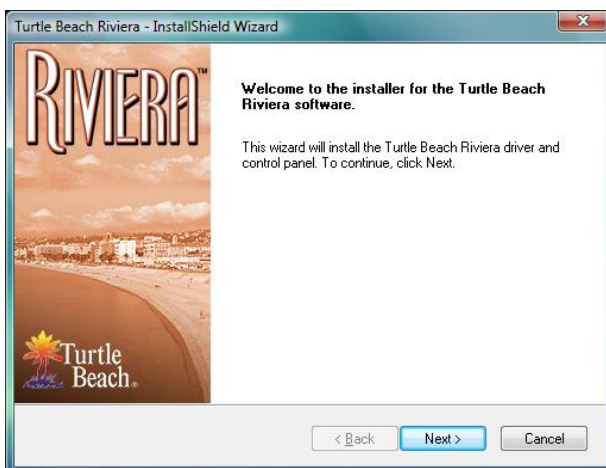 Turtle Beach Riviera - InstallShield Wizard
RIVIERA™
Welcome to the installer for the Turtle Beach
Riviera software.
This wizard will install the Turtle Beach Riviera driver and
control panel. To continue, click Next.
Turtle
Beach®
< Back
Next >
Cancel